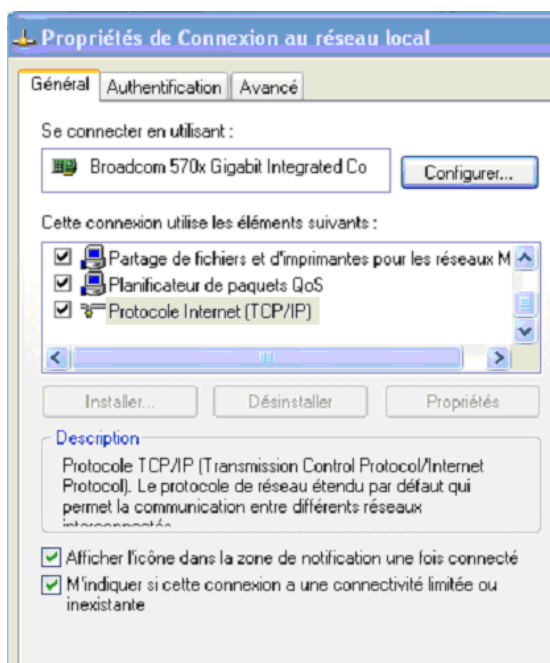 Propriétés de Connexion au réseau local
Général Authentification Avancé
Se connecter en utilisant :
Broadcom 570x Gigabit Integrated Co Configurer...
Cette connexion utilise les éléments suivants :
Partage de fichiers et d'imprimantes pour les réseaux M
Planificateur de paquets QoS
Protocole Internet (TCP/IP)
Installer... Désinstaller Propriétés
Description
Protocole TCP/IP (Transmission Control Protocol/Internet
Protocol). Le protocole de réseau étendu par défaut qui
permet la communication entre différents réseaux
interconnectés.
Afficher l'icône dans la zone de notification une fois connecté
M'indiquer si cette connexion a une connectivité limitée ou
inexistante